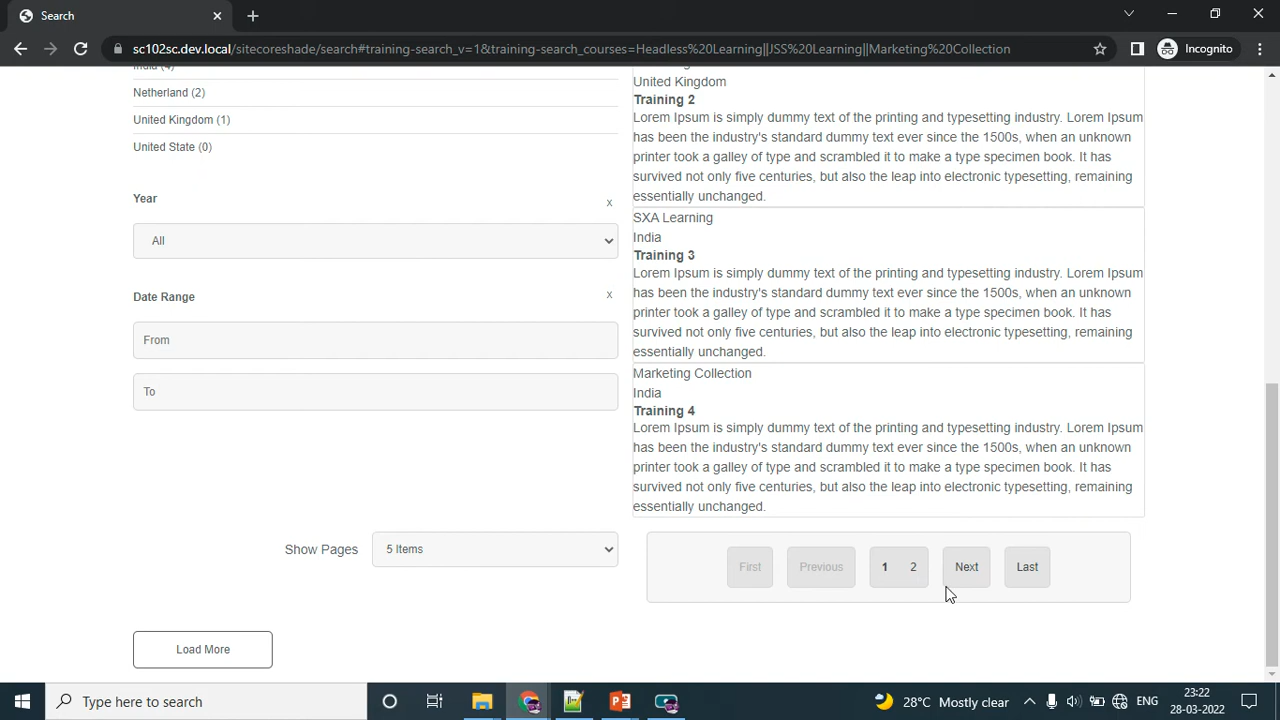 Search
sc102sc.dev.local/sitecoreshade/search#training-search_v=1&training-search_courses=Headless%20Learning||JSS%20Learning||Marketing%20Collection
Incognito
India (4)
Netherland (2)
United Kingdom (1)
United State (0)
Year
x
All
Date Range
x
From
To
Show Pages
5 Items
Load More
United Kingdom
Training 2
Lorem Ipsum is simply dummy text of the printing and typesetting industry. Lorem Ipsum
has been the industry's standard dummy text ever since the 1500s, when an unknown
printer took a galley of type and scrambled it to make a type specimen book. It has
survived not only five centuries, but also the leap into electronic typesetting, remaining
essentially unchanged.
SXA Learning
India
Training 3
Lorem Ipsum is simply dummy text of the printing and typesetting industry. Lorem Ipsum
has been the industry's standard dummy text ever since the 1500s, when an unknown
printer took a galley of type and scrambled it to make a type specimen book. It has
survived not only five centuries, but also the leap into electronic typesetting, remaining
essentially unchanged.
Marketing Collection
India
Training 4
Lorem Ipsum is simply dummy text of the printing and typesetting industry. Lorem Ipsum
has been the industry's standard dummy text ever since the 1500s, when an unknown
printer took a galley of type and scrambled it to make a type specimen book. It has
survived not only five centuries, but also the leap into electronic typesetting, remaining
essentially unchanged.
First Previous 1 2 Next Last
Type here to search
28°C Mostly clear
ENG
23:22
28-03-2022